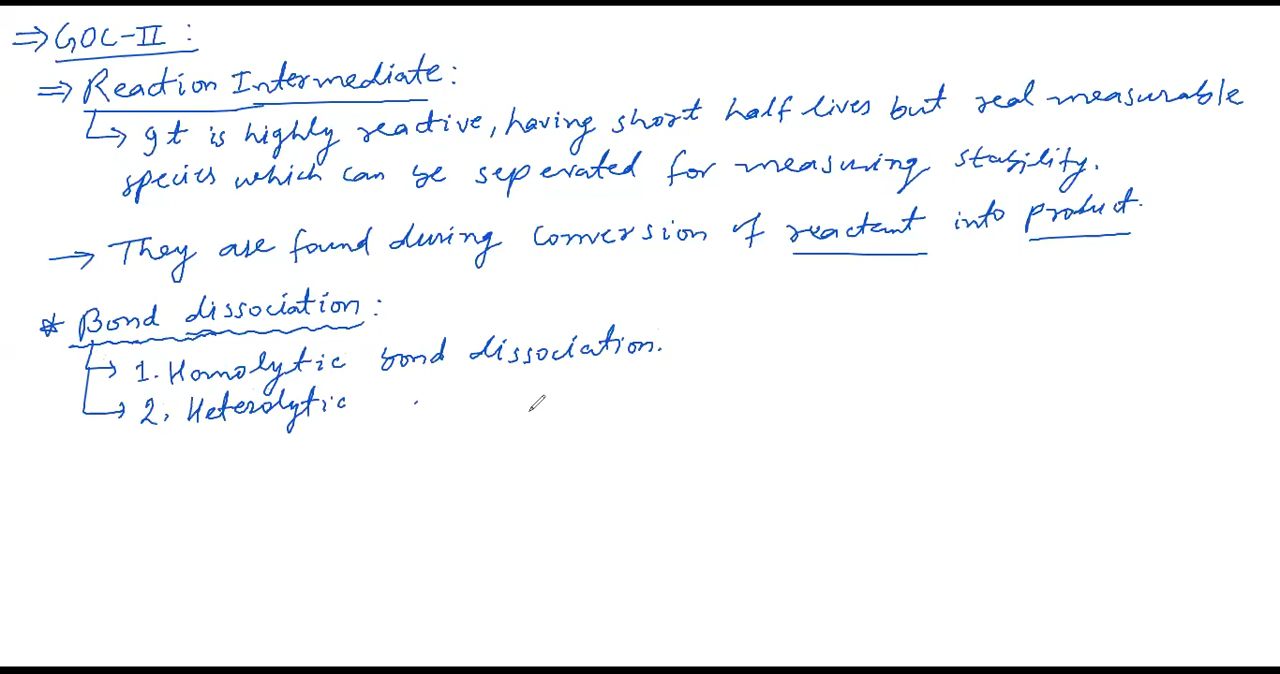 ⇒ GOC-II :
⇒ Reaction Intermediate :
↳ It is highly reactive, having short half lives but real measurable
species which can be seperated for measuring stability.
→ They are found during conversion of reactant into product.
* Bond dissociation :
→ 1. Homolytic bond dissociation.
→ 2. Heterolytic